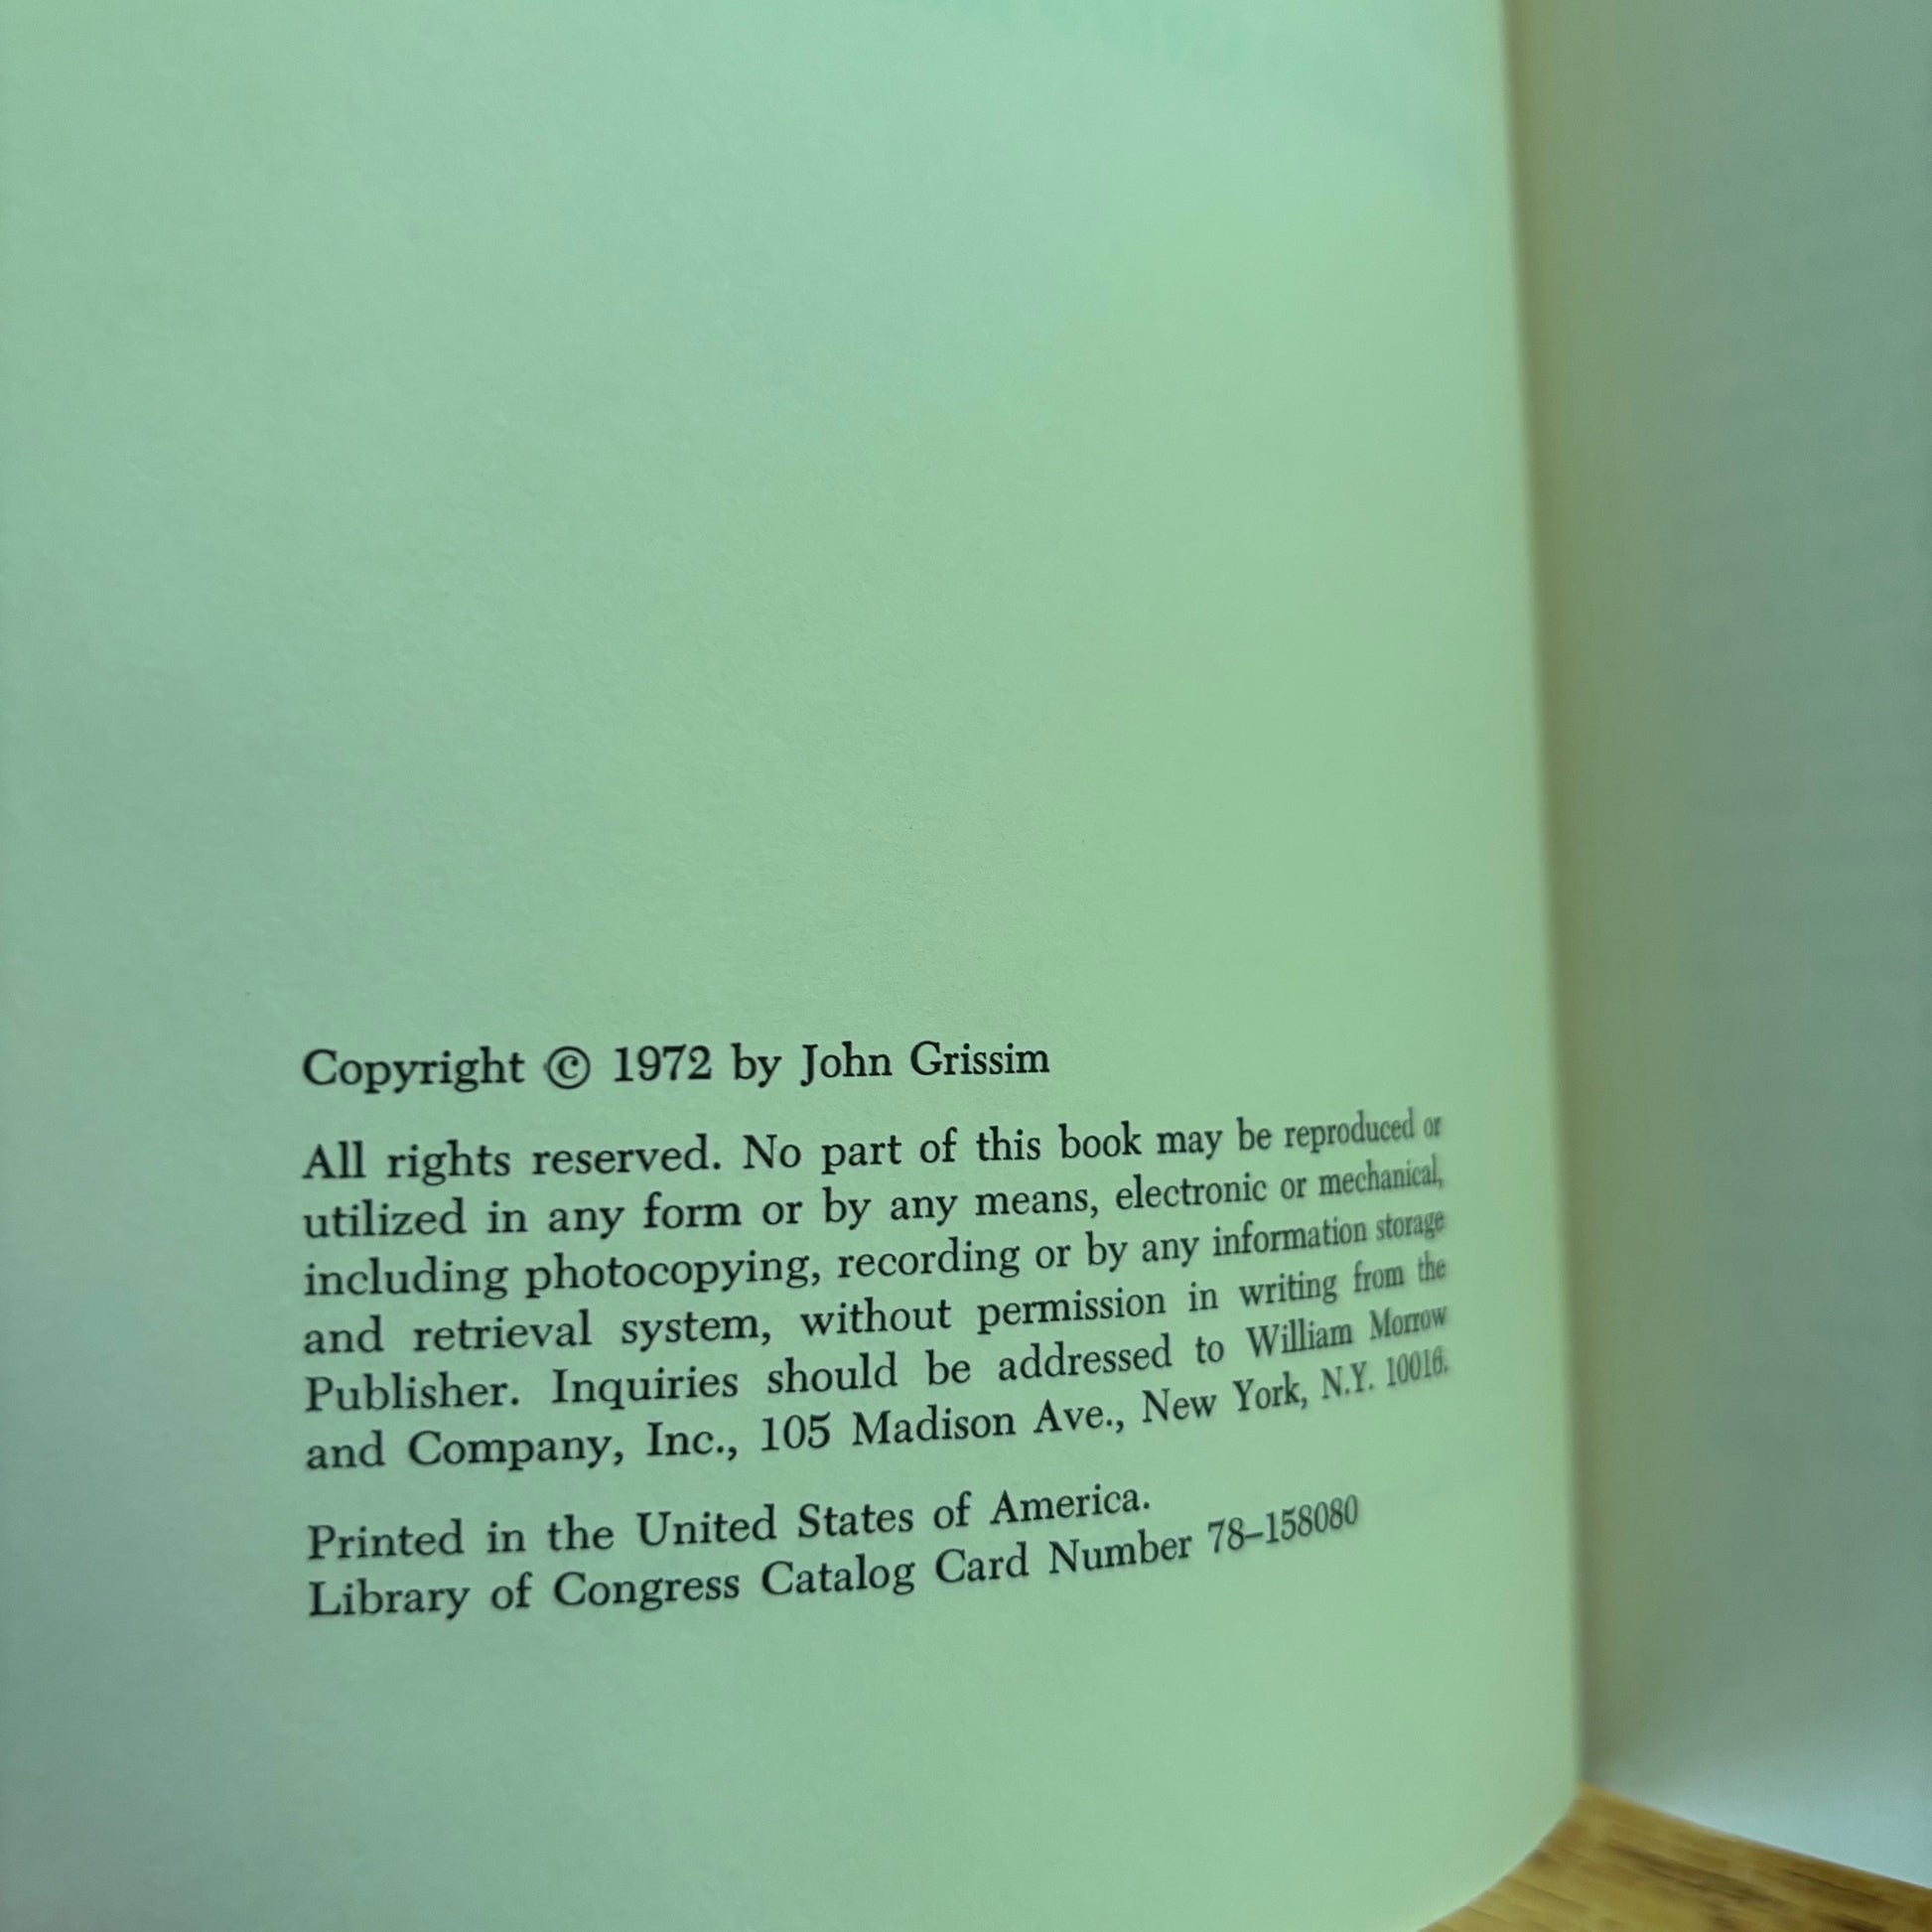 Copyright © 1972 by John Grissim
All rights reserved. No part of this book may be reproduced or
utilized in any form or by any means, electronic or mechanical,
including photocopying, recording or by any information storage
and retrieval system, without permission in writing from the
Publisher. Inquiries should be addressed to William Morrow
and Company, Inc., 105 Madison Ave., New York, N.Y. 10016.
Printed in the United States of America.
Library of Congress Catalog Card Number 78–158080